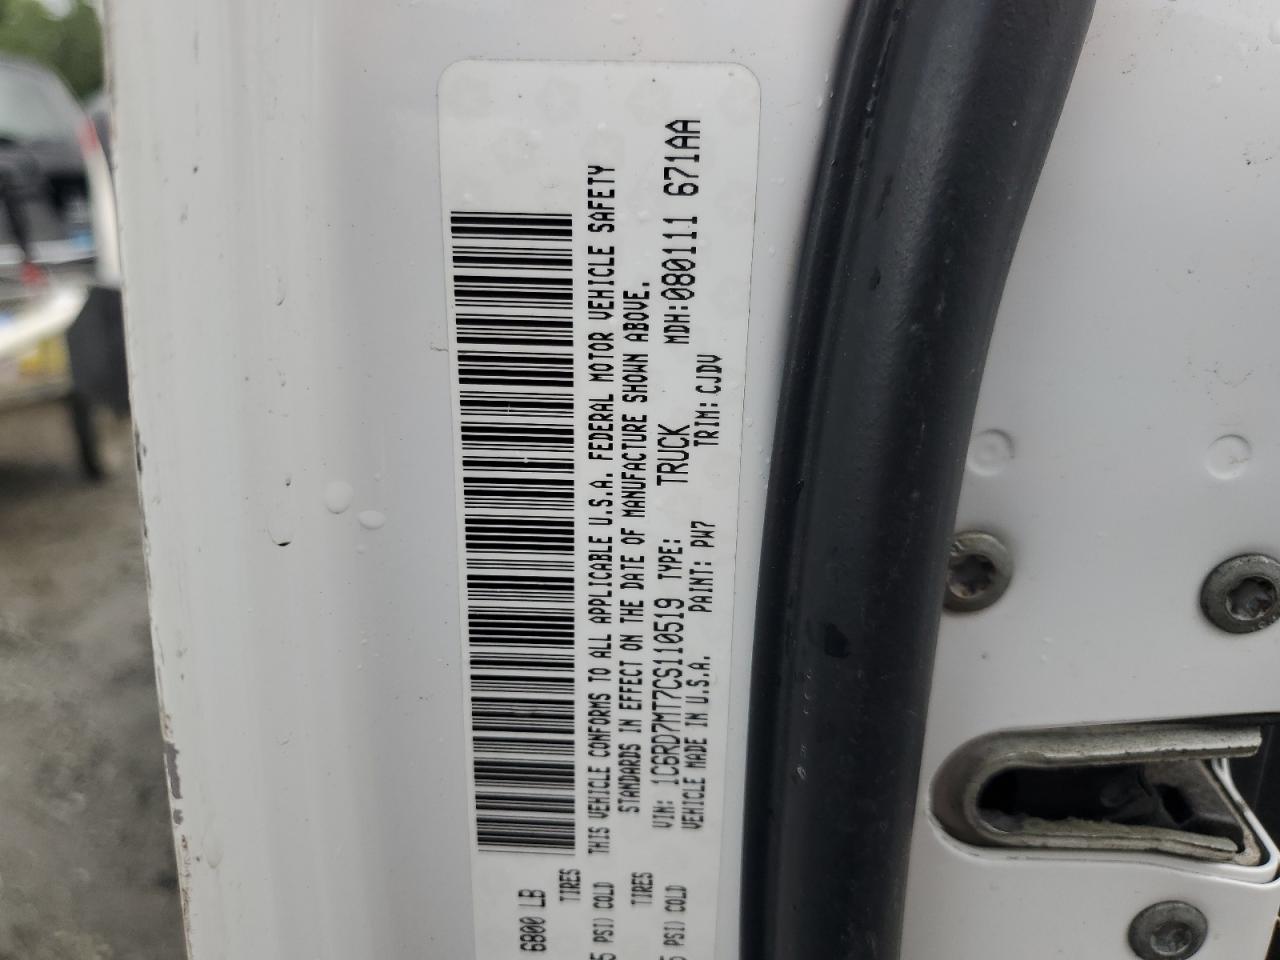 6800 LB
TIRES
5 PSI) COLD
TIRES
5 PSI) COLD
THIS VEHICLE CONFORMS TO ALL APPLICABLE U.S.A. FEDERAL MOTOR VEHICLE SAFETY
STANDARDS IN EFFECT ON THE DATE OF MANUFACTURE SHOWN ABOVE.
VIN: 1C6RD7MT7CS110519 TYPE: TRUCK MDH:080111 671AA
VEHICLE MADE IN U.S.A. PAINT: PW7 TRIM: CJDV